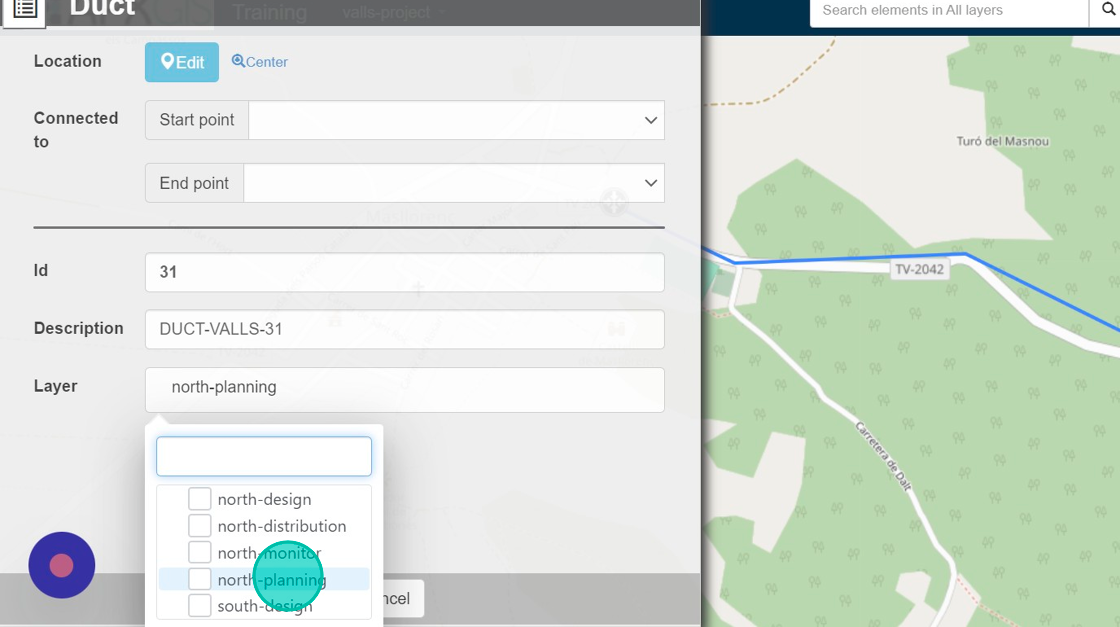 Duct
Training
valls-project
Search elements in All layers
Location
Edit
Center
Connected
to
Start point
End point
Id
31
Description
DUCT-VALLS-31
Layer
north-planning
north-design
north-distribution
north-monitor
north-planning
south-design
ncel
Turó del Masnou
TV-2042
Carretera de Dalt
Masllorenç